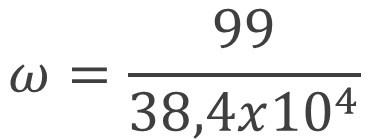 ω = 99 / 38,4x10⁴